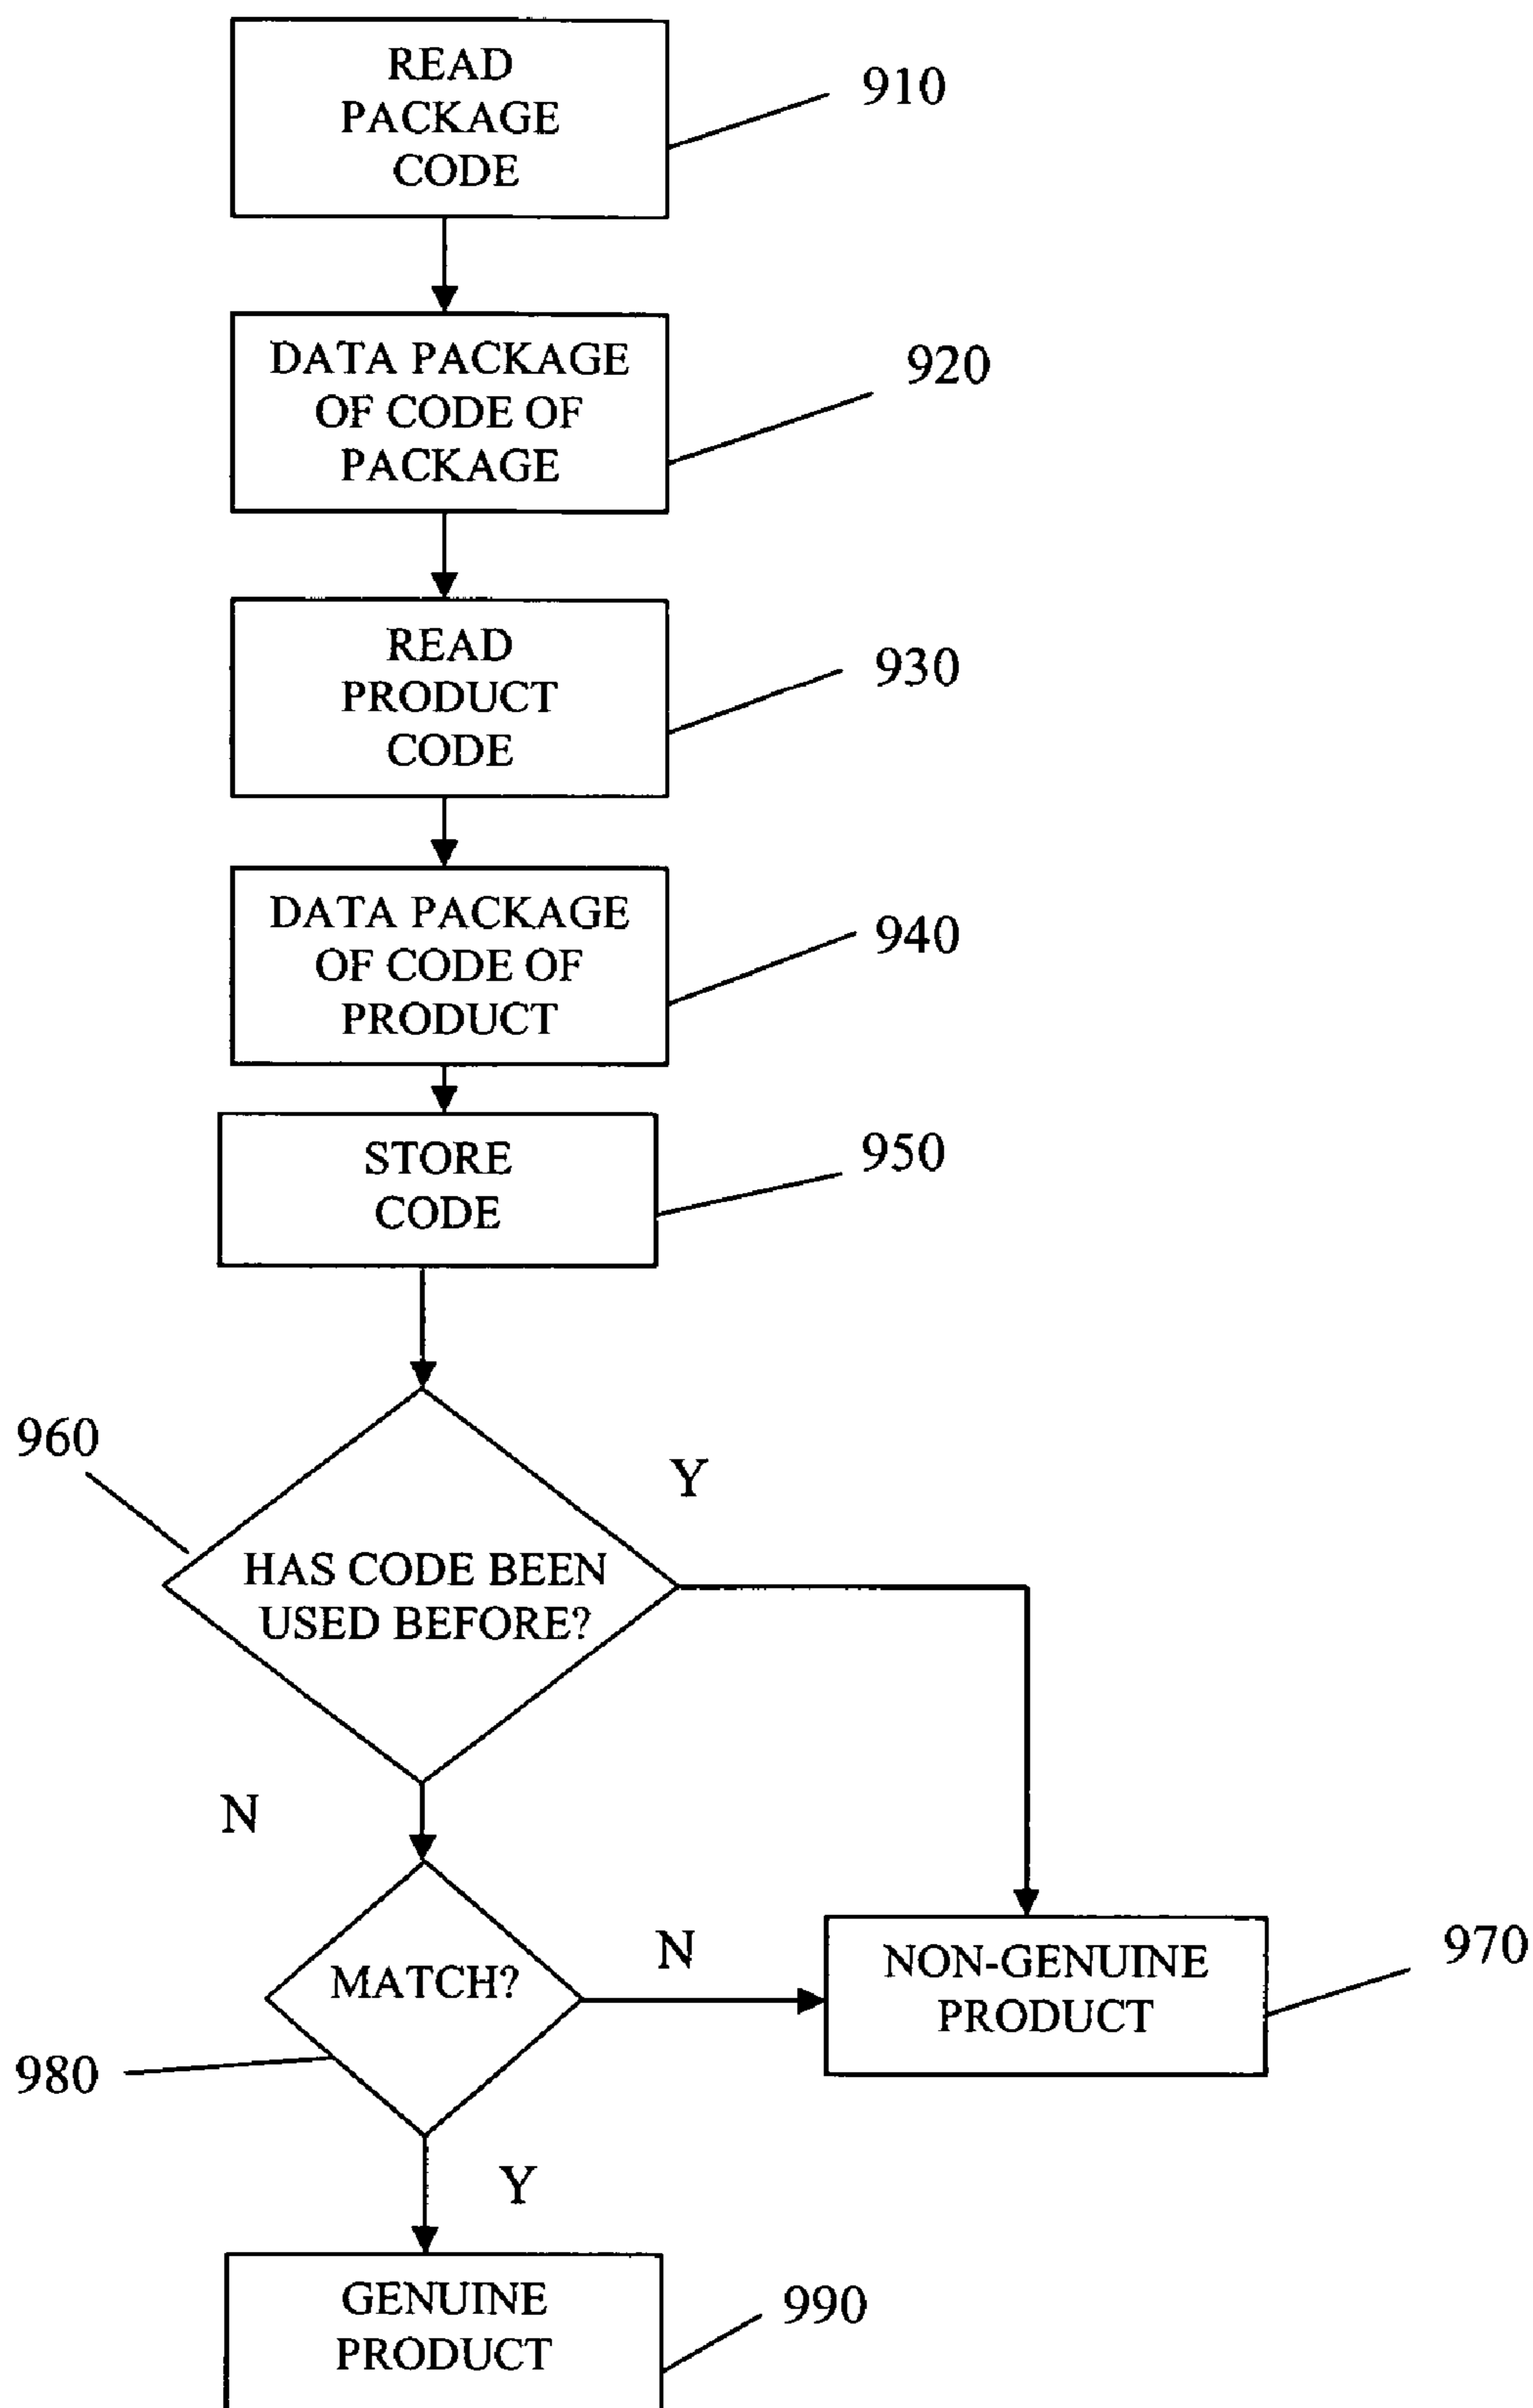 READ
PACKAGE
CODE
910
DATA PACKAGE
OF CODE OF
PACKAGE
920
READ
PRODUCT
CODE
930
DATA PACKAGE
OF CODE OF
PRODUCT
940
STORE
CODE
950
960
Y
HAS CODE BEEN
USED BEFORE?
N
MATCH?
N
NON-GENUINE
PRODUCT
970
980
Y
GENUINE
PRODUCT
990